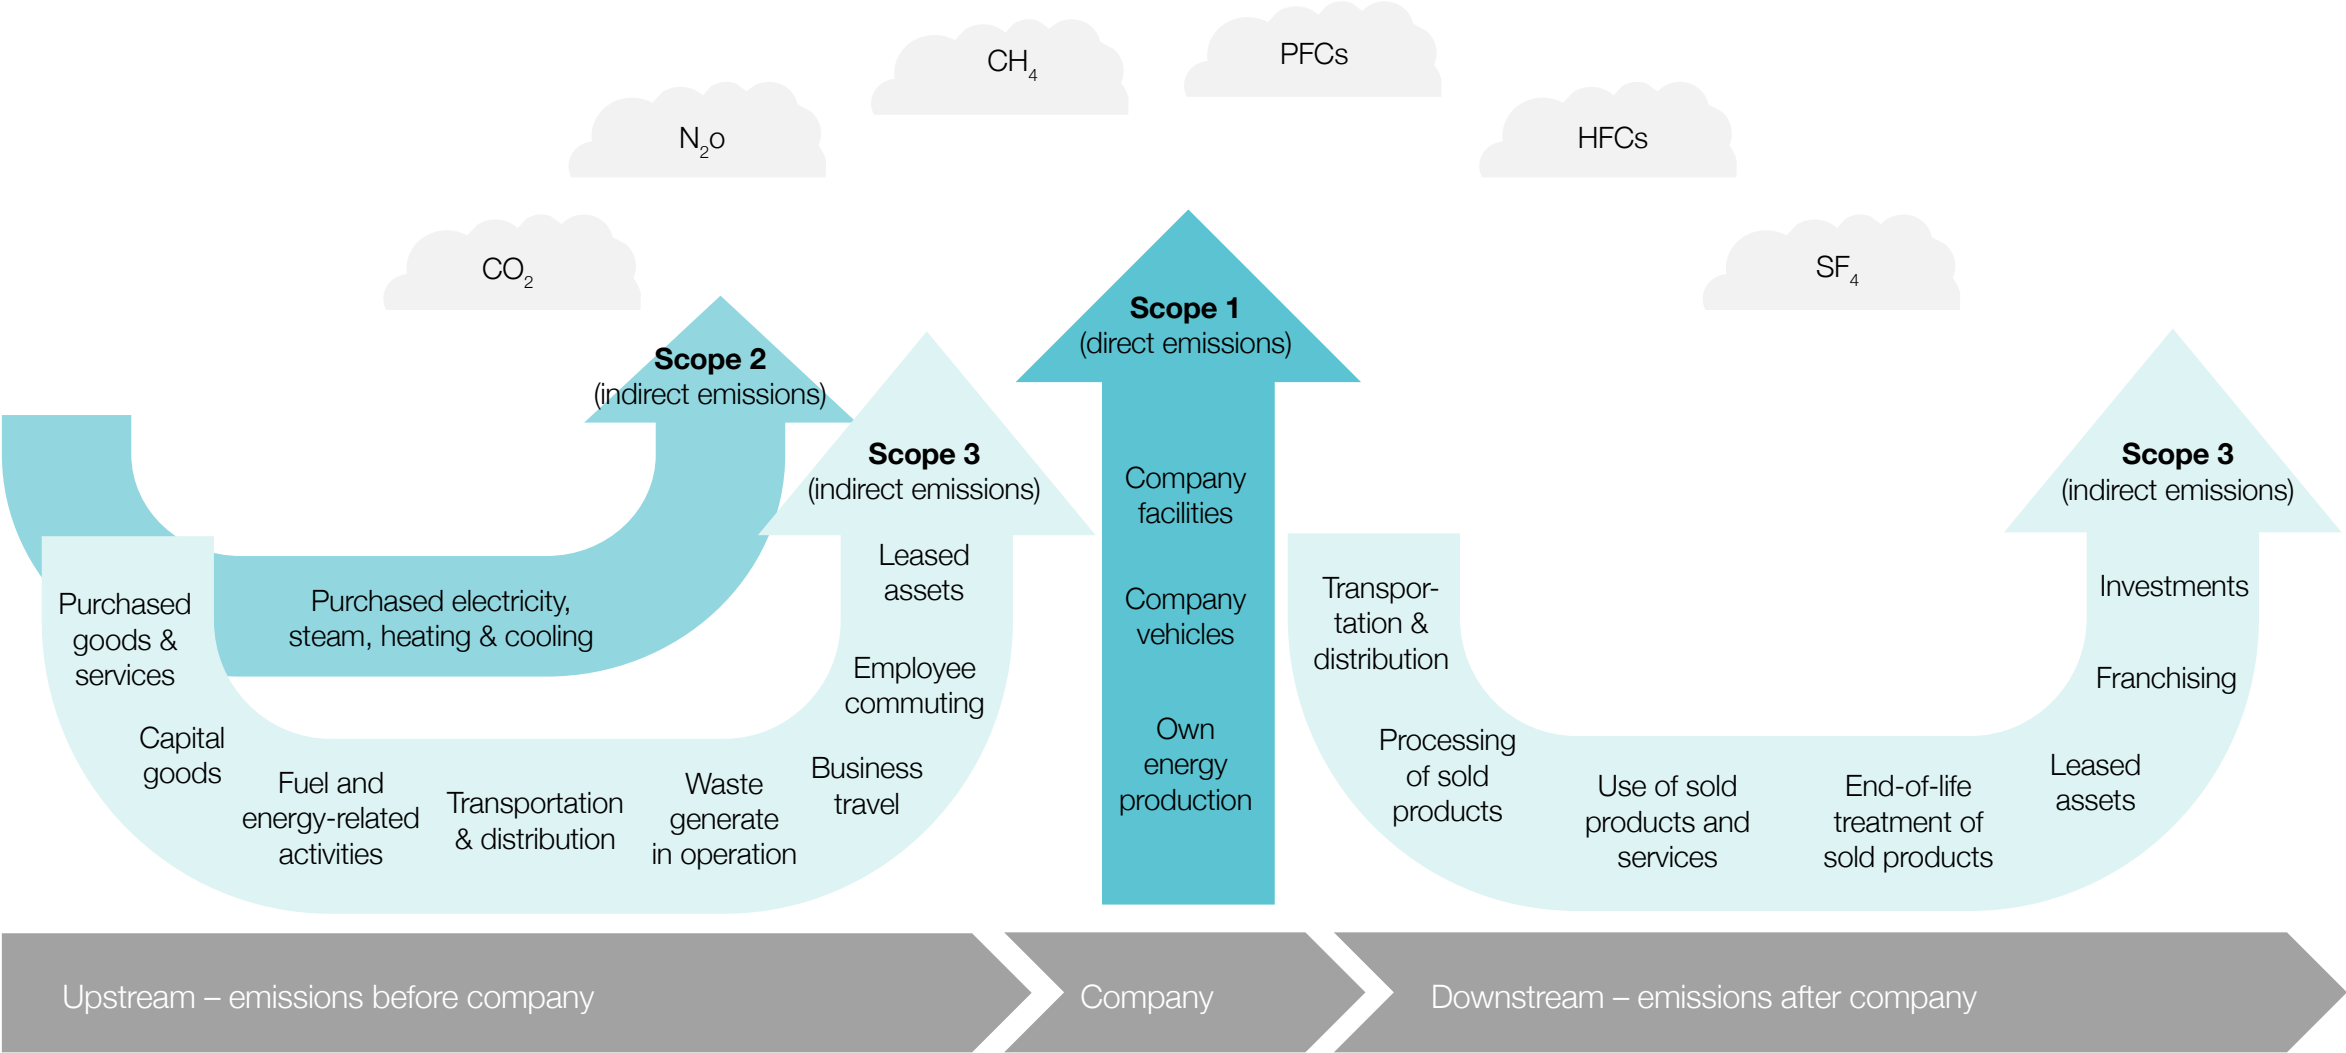 CH₄
PFCs
N₂o
HFCs
CO₂
SF₄
Scope 2
(indirect emissions)
Purchased electricity,
steam, heating & cooling
Scope 3
(indirect emissions)
Purchased
goods &
services
Capital
goods
Fuel and
energy-related
activities
Transportation
& distribution
Waste
generate
in operation
Business
travel
Employee
commuting
Leased
assets
Scope 1
(direct emissions)
Company
facilities
Company
vehicles
Own
energy
production
Scope 3
(indirect emissions)
Transpor-
tation &
distribution
Processing
of sold
products
Use of sold
products and
services
End-of-life
treatment of
sold products
Leased
assets
Franchising
Investments
Upstream – emissions before company
Company
Downstream – emissions after company